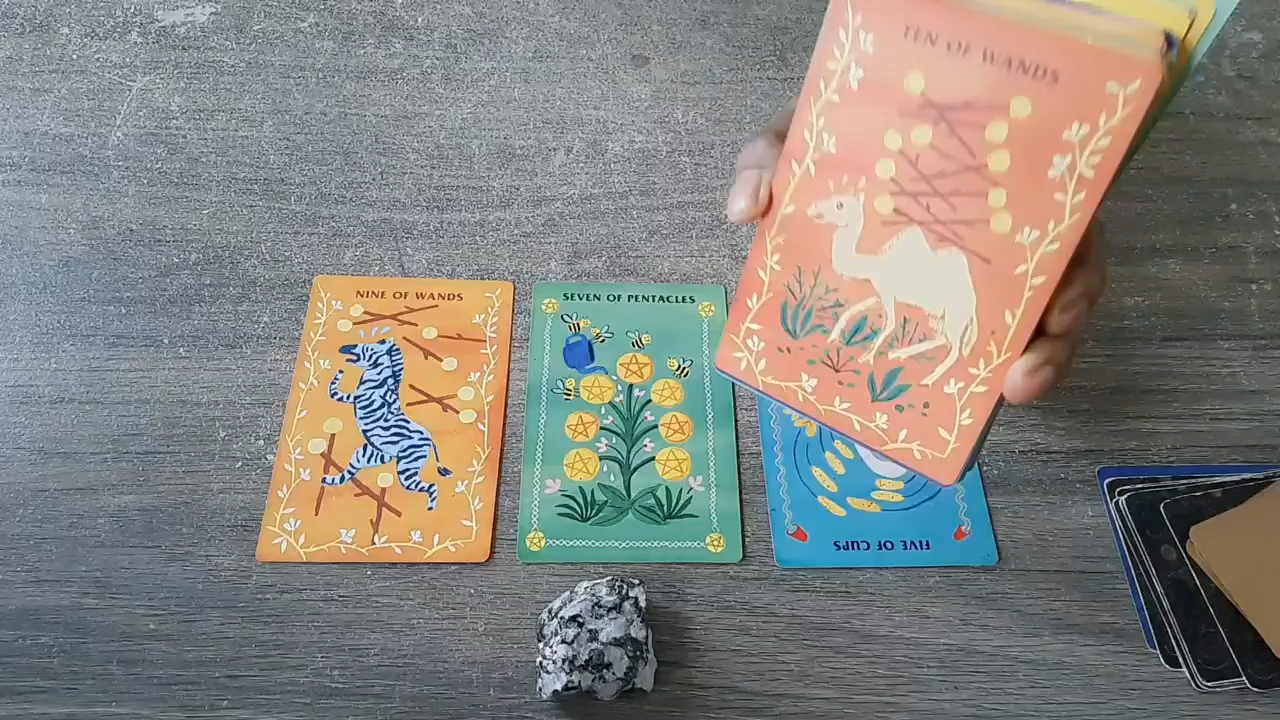 TEN OF WANDS
NINE OF WANDS
SEVEN OF PENTACLES
FIVE OF CUPS